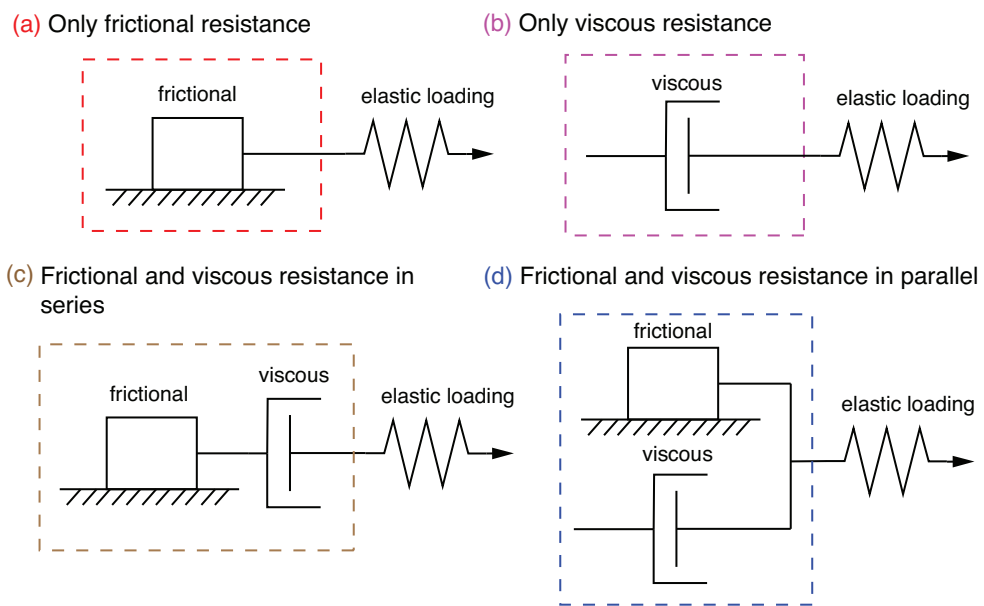 (a) Only frictional resistance
frictional
elastic loading
(b) Only viscous resistance
viscous
elastic loading
(c) Frictional and viscous resistance in
series
frictional
viscous
elastic loading
(d) Frictional and viscous resistance in parallel
frictional
viscous
elastic loading